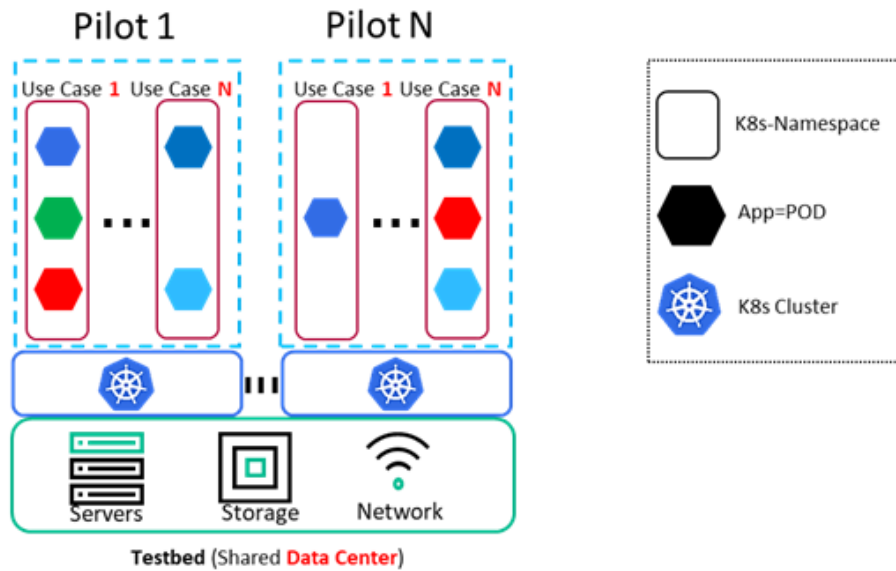 Pilot 1
Pilot N
Use Case 1
Use Case N
Use Case 1
Use Case N
K8s-Namespace
App=POD
K8s Cluster
Servers
Storage
Network
Testbed (Shared Data Center)